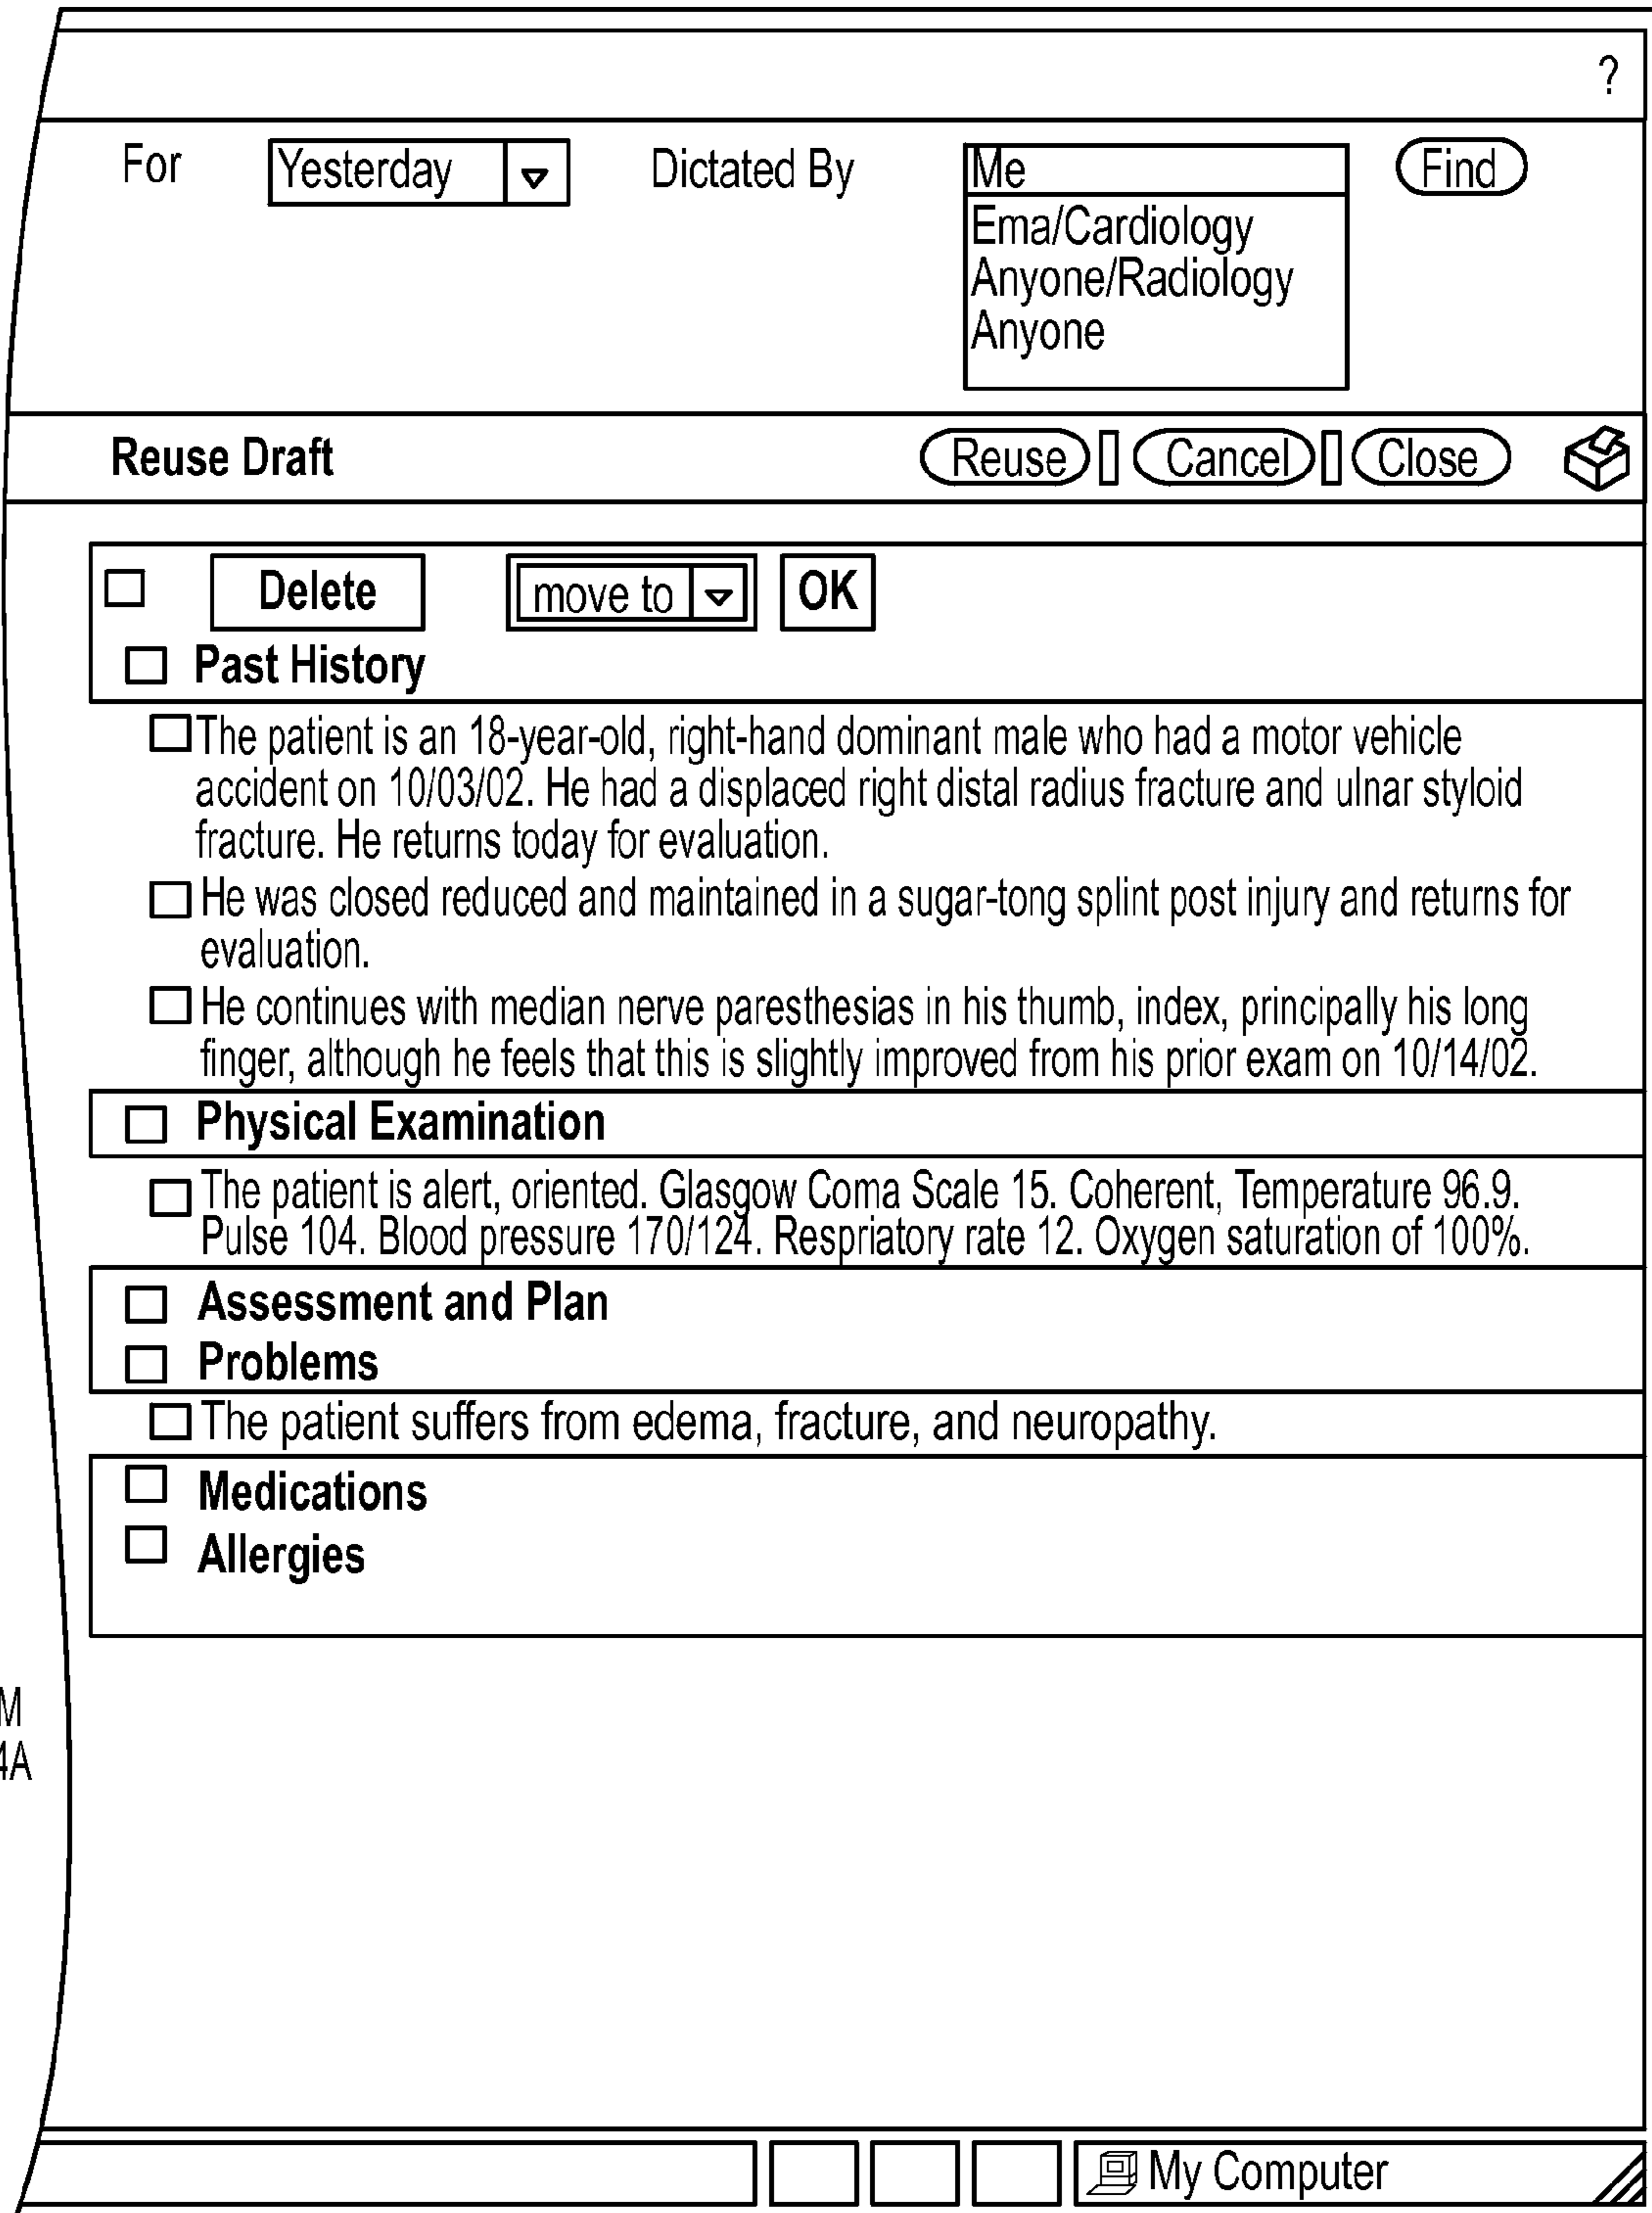 ?
For Yesterday Dictated By Me Find
Ema/Cardiology
Anyone/Radiology
Anyone
Reuse Draft Reuse Cancel Close
Delete move to OK
Past History
The patient is an 18-year-old, right-hand dominant male who had a motor vehicle
accident on 10/03/02. He had a displaced right distal radius fracture and ulnar styloid
fracture. He returns today for evaluation.
He was closed reduced and maintained in a sugar-tong splint post injury and returns for
evaluation.
He continues with median nerve paresthesias in his thumb, index, principally his long
finger, although he feels that this is slightly improved from his prior exam on 10/14/02.
Physical Examination
The patient is alert, oriented. Glasgow Coma Scale 15. Coherent, Temperature 96.9.
Pulse 104. Blood pressure 170/124. Respriatory rate 12. Oxygen saturation of 100%.
Assessment and Plan
Problems
The patient suffers from edema, fracture, and neuropathy.
Medications
Allergies
M
4A
My Computer